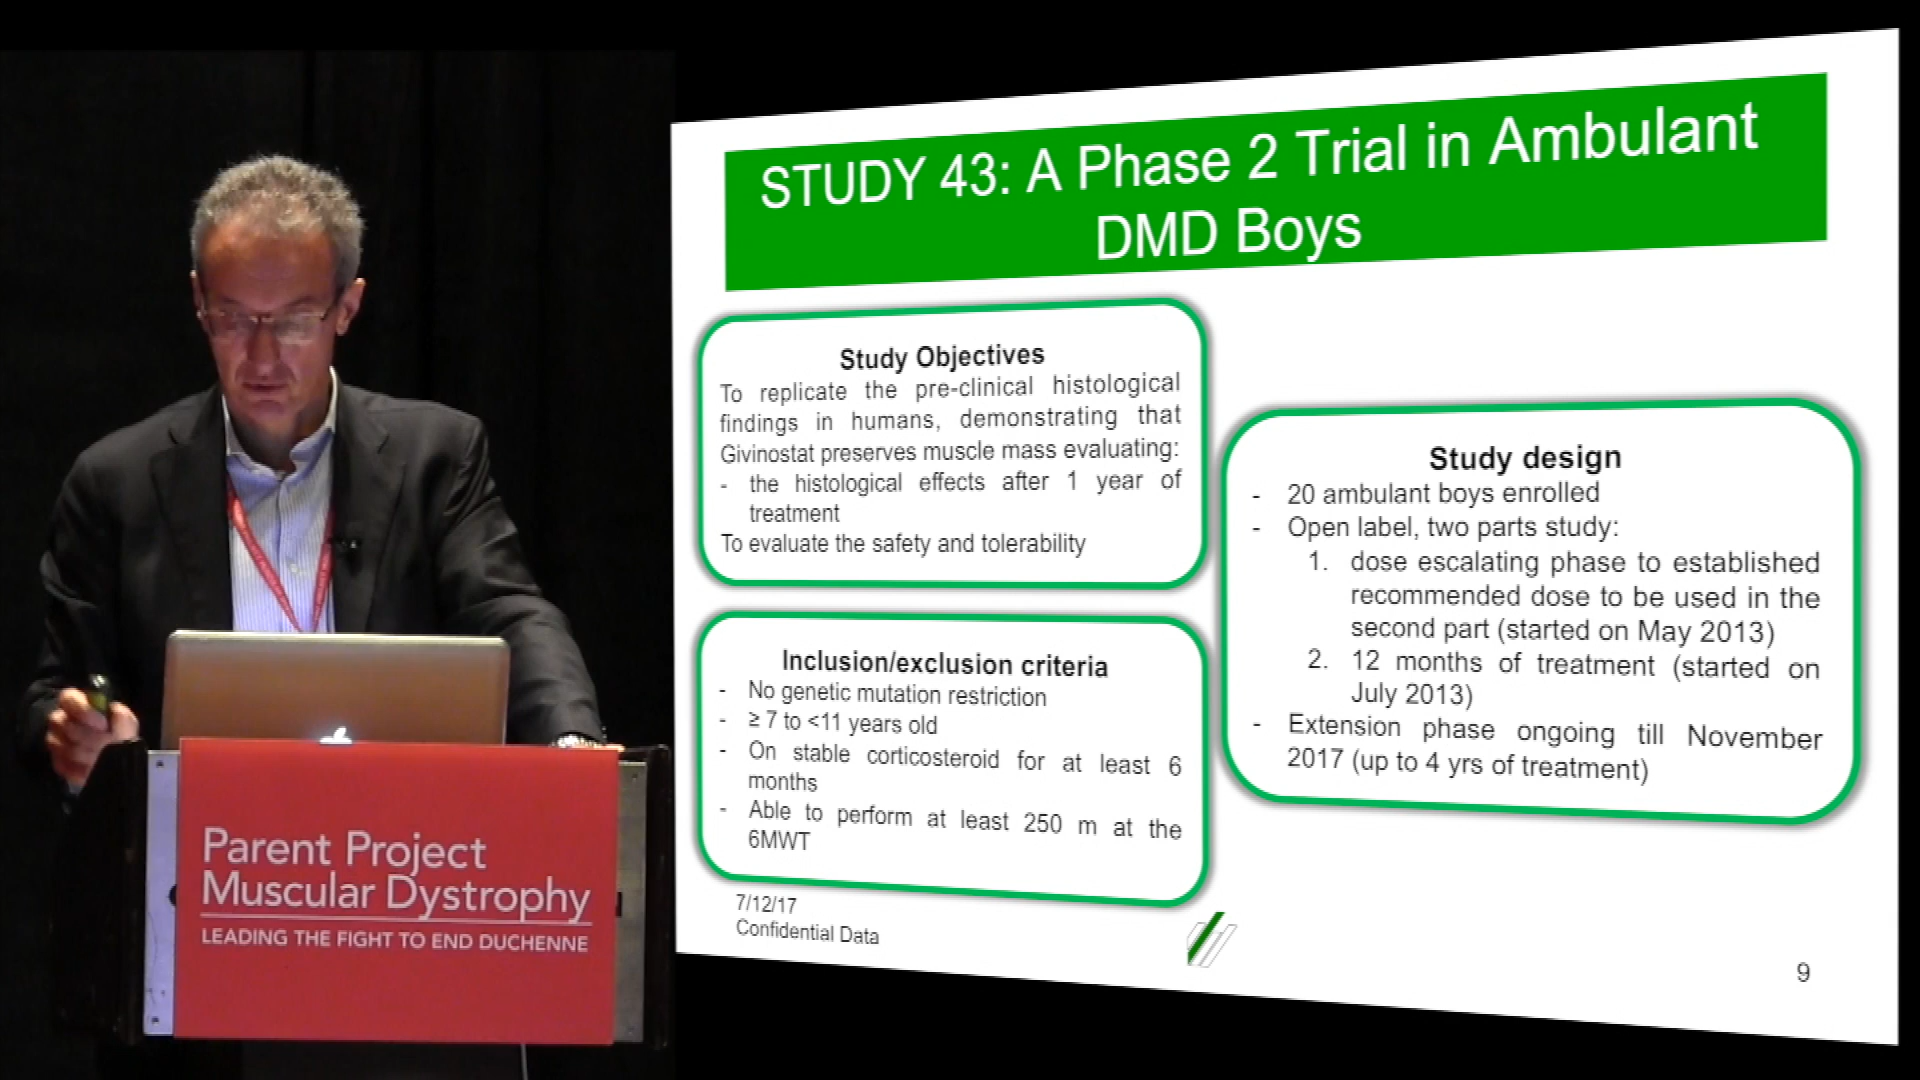 STUDY 43: A Phase 2 Trial in Ambulant
DMD Boys
Study Objectives
To replicate the pre-clinical histological
findings in humans, demonstrating that
Givinostat preserves muscle mass evaluating:
- the histological effects after 1 year of
treatment
To evaluate the safety and tolerability
Inclusion/exclusion criteria
- No genetic mutation restriction
- ≥ 7 to <11 years old
- On stable corticosteroid for at least 6
months
- Able to perform at least 250 m at the
6MWT
Study design
- 20 ambulant boys enrolled
- Open label, two parts study:
1. dose escalating phase to established
recommended dose to be used in the
second part (started on May 2013)
2. 12 months of treatment (started on
July 2013)
- Extension phase ongoing till November
2017 (up to 4 yrs of treatment)
7/12/17
Confidential Data
9
Parent Project
Muscular Dystrophy
LEADING THE FIGHT TO END DUCHENNE